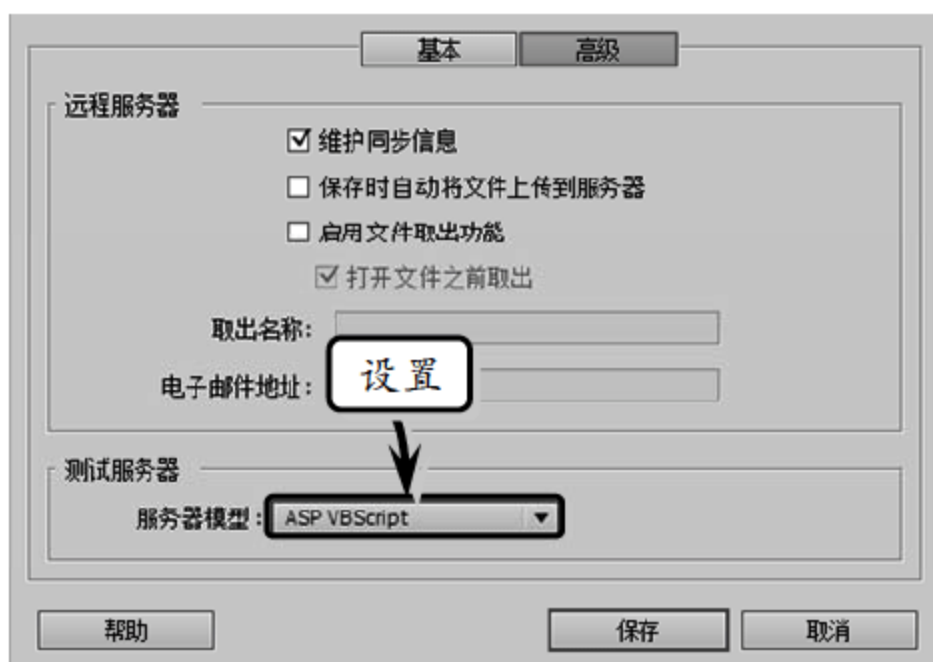 基本 高级
远程服务器
维护同步信息
保存时自动将文件上传到服务器
启用文件取出功能
打开文件之前取出
取出名称:
设置
电子邮件地址:
测试服务器
服务器模型: ASP VBScript
帮助 保存 取消